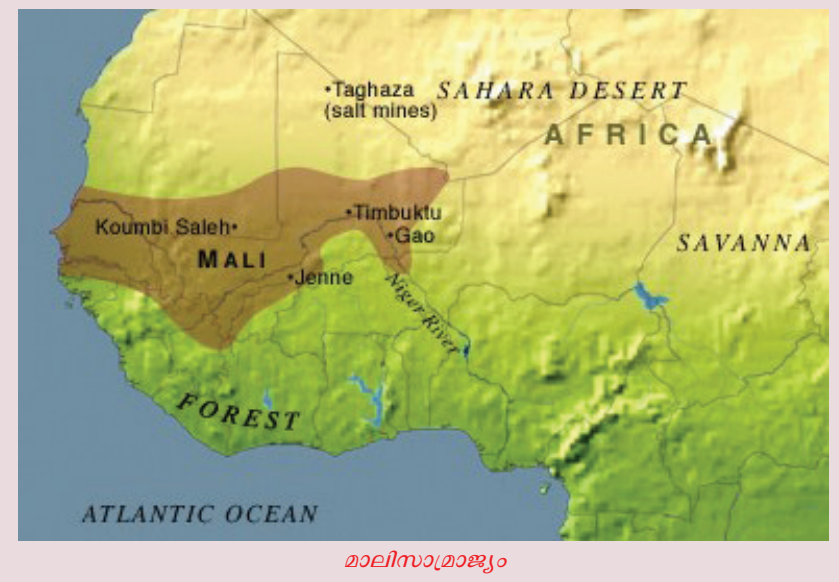 •Taghaza
(salt mines)
SAHARA DESERT
AFRICA
•Timbuktu
Koumbi Saleh•
•Gao
SAVANNA
MALI
•Jenne
Niger River
FOREST
ATLANTIC OCEAN
മാലിസാമ്രാജ്യം